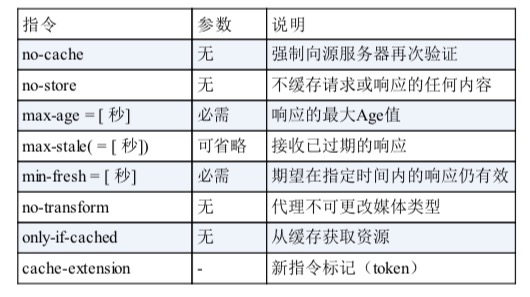 指令 参数 说明
no-cache 无 强制向源服务器再次验证
no-store 无 不缓存请求或响应的任何内容
max-age = [ 秒] 必需 响应的最大Age值
max-stale( = [ 秒]) 可省略 接收已过期的响应
min-fresh = [ 秒] 必需 期望在指定时间内的响应仍有效
no-transform 无 代理不可更改媒体类型
only-if-cached 无 从缓存获取资源
cache-extension - 新指令标记（token）